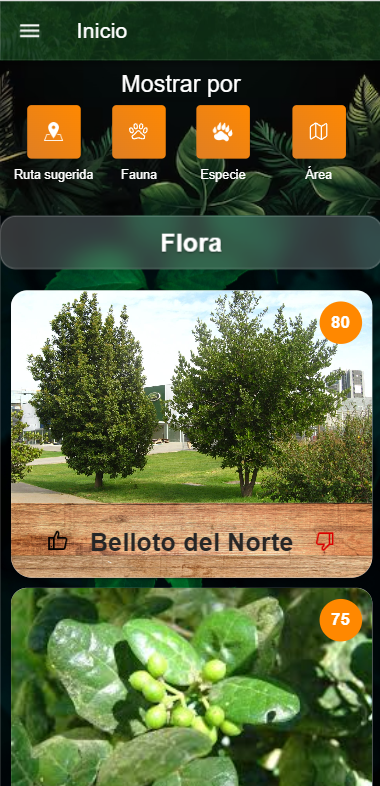 Inicio
Mostrar por
Ruta sugerida Fauna Especie Área
Flora
80
Belloto del Norte
75